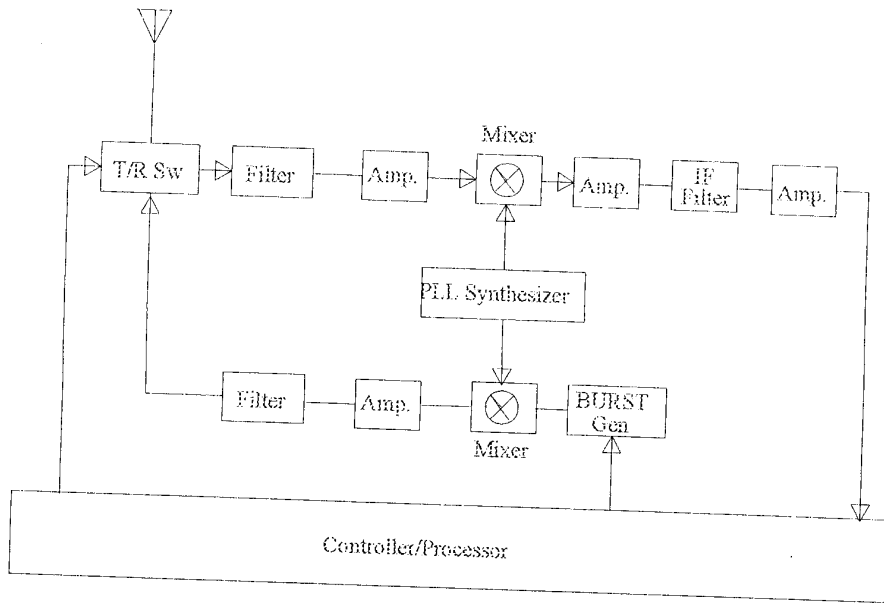 Mixer
T/R Sw
Filter
Amp.
Amp.
IF
Filter
Amp.
PLL Synthesizer
Filter
Amp.
BURST
Gen
Mixer
Controller/Processor